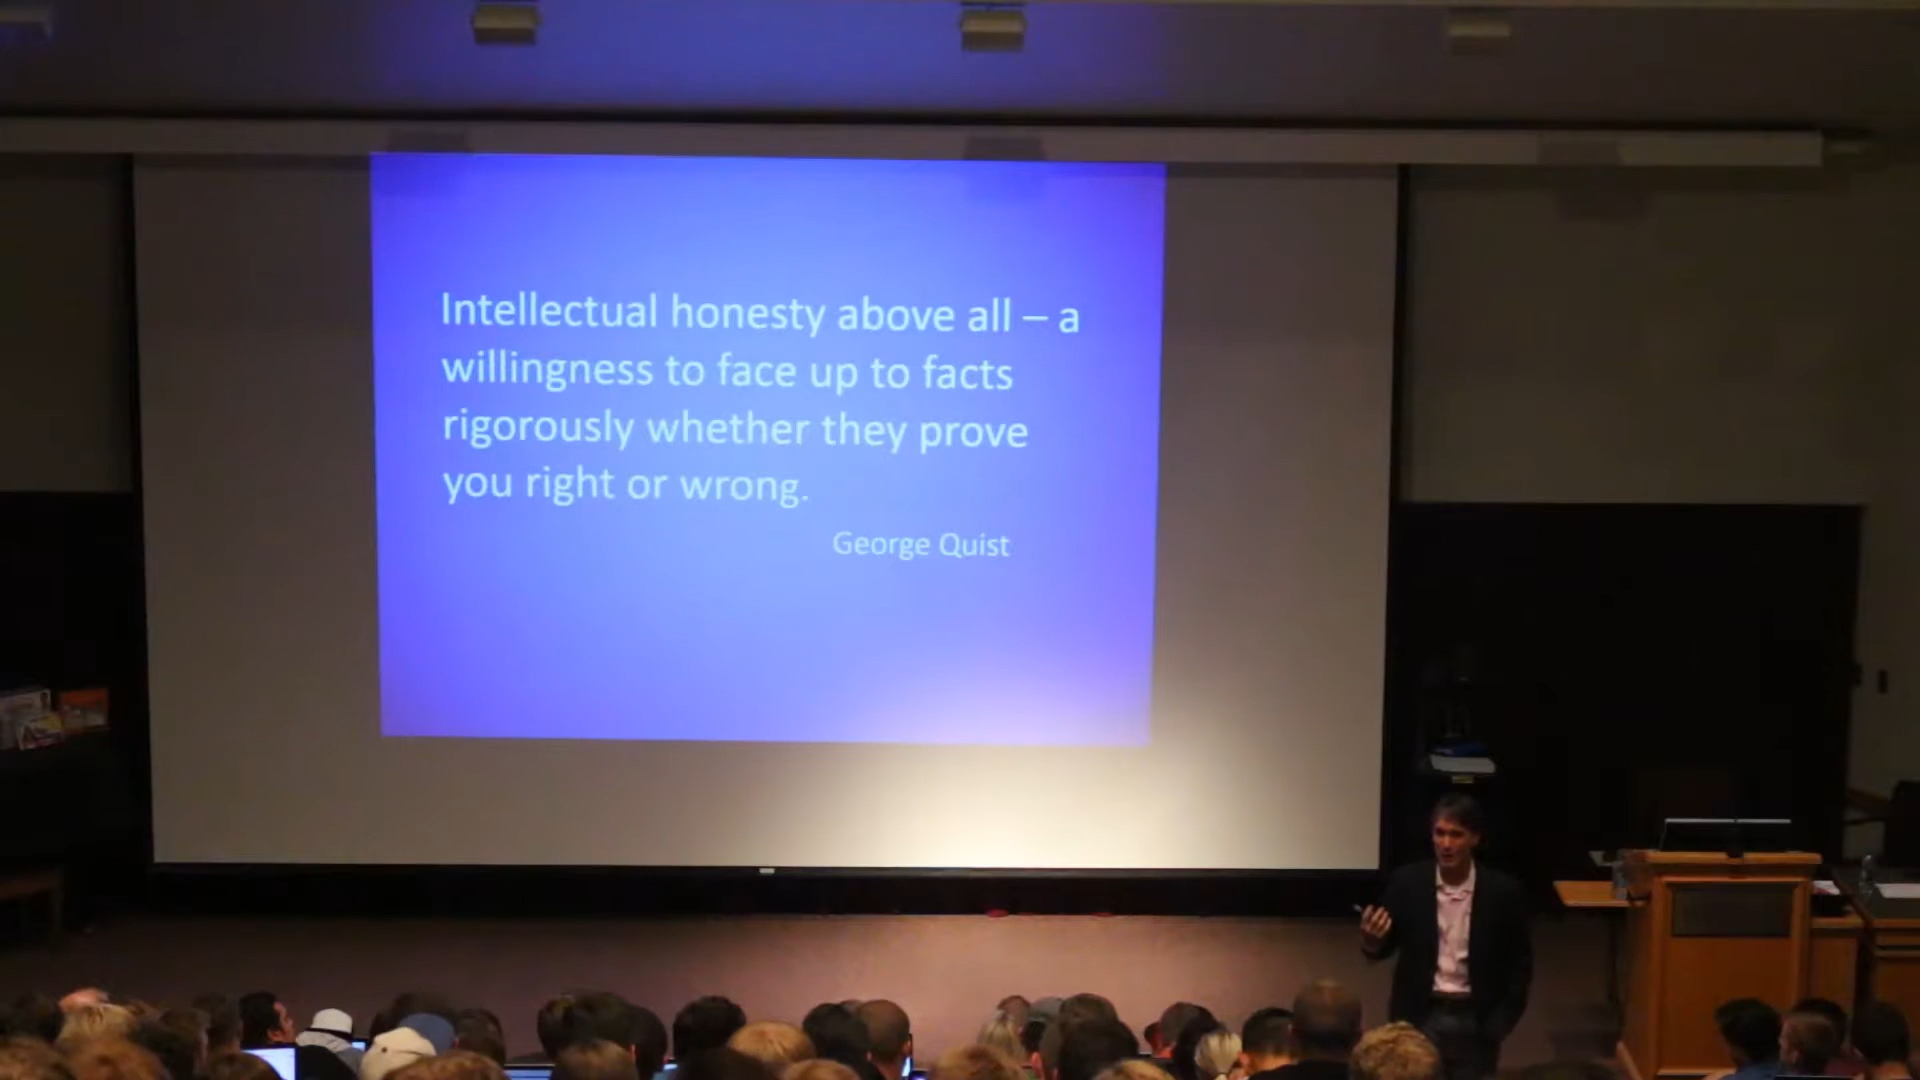 Intellectual honesty above all – a
willingness to face up to facts
rigorously whether they prove
you right or wrong.
George Quist